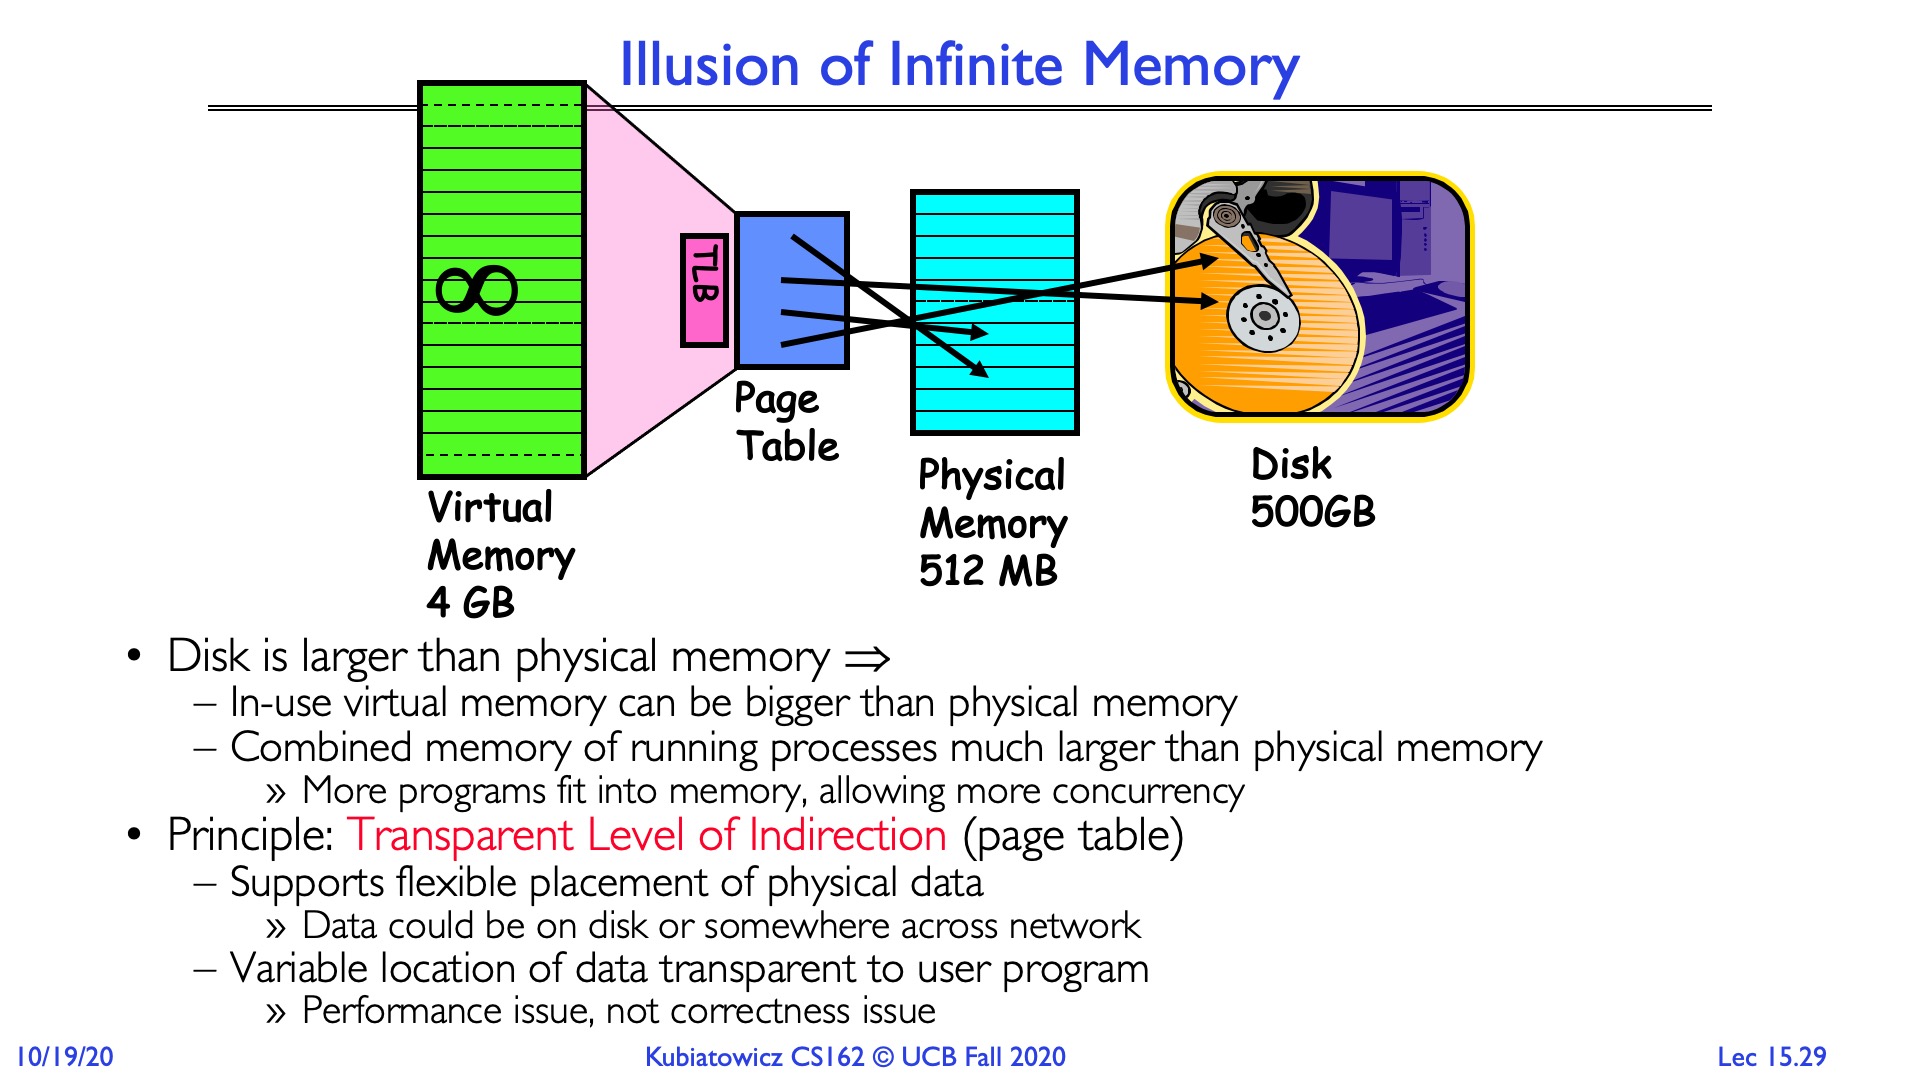 Illusion of Infinite Memory
∞
TLB
Page
Table
Virtual
Memory
4 GB
Physical
Memory
512 MB
Disk
500GB
• Disk is larger than physical memory ⇒
– In-use virtual memory can be bigger than physical memory
– Combined memory of running processes much larger than physical memory
» More programs fit into memory, allowing more concurrency
• Principle: Transparent Level of Indirection (page table)
– Supports flexible placement of physical data
» Data could be on disk or somewhere across network
– Variable location of data transparent to user program
» Performance issue, not correctness issue
10/19/20
Kubiatowicz CS162 © UCB Fall 2020
Lec 15.29